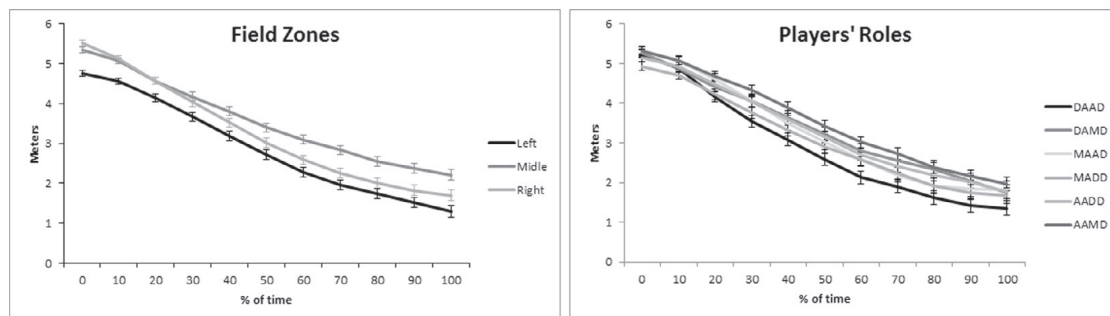 Field Zones
6
5
4
3
2
1
0
Meters
0 10 20 30 40 50 60 70 80 90 100
% of time
Left
Midle
Right
Players' Roles
6
5
4
3
2
1
0
Meters
0 10 20 30 40 50 60 70 80 90 100
% of time
DAAD
DAMD
MAAD
MADD
AADD
AAMD